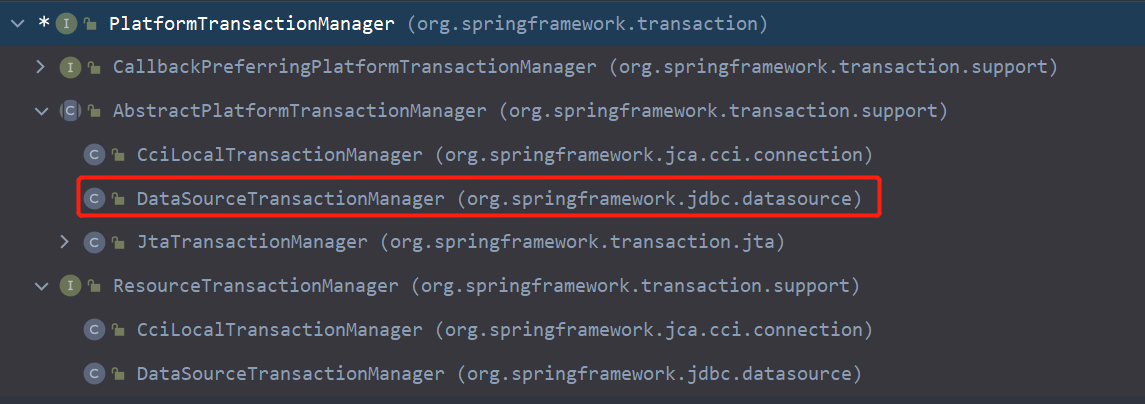 * I PlatformTransactionManager (org.springframework.transaction)
I CallbackPreferringPlatformTransactionManager (org.springframework.transaction.support)
C AbstractPlatformTransactionManager (org.springframework.transaction.support)
C CciLocalTransactionManager (org.springframework.jca.cci.connection)
C DataSourceTransactionManager (org.springframework.jdbc.datasource)
C JtaTransactionManager (org.springframework.transaction.jta)
I ResourceTransactionManager (org.springframework.transaction.support)
C CciLocalTransactionManager (org.springframework.jca.cci.connection)
C DataSourceTransactionManager (org.springframework.jdbc.datasource)